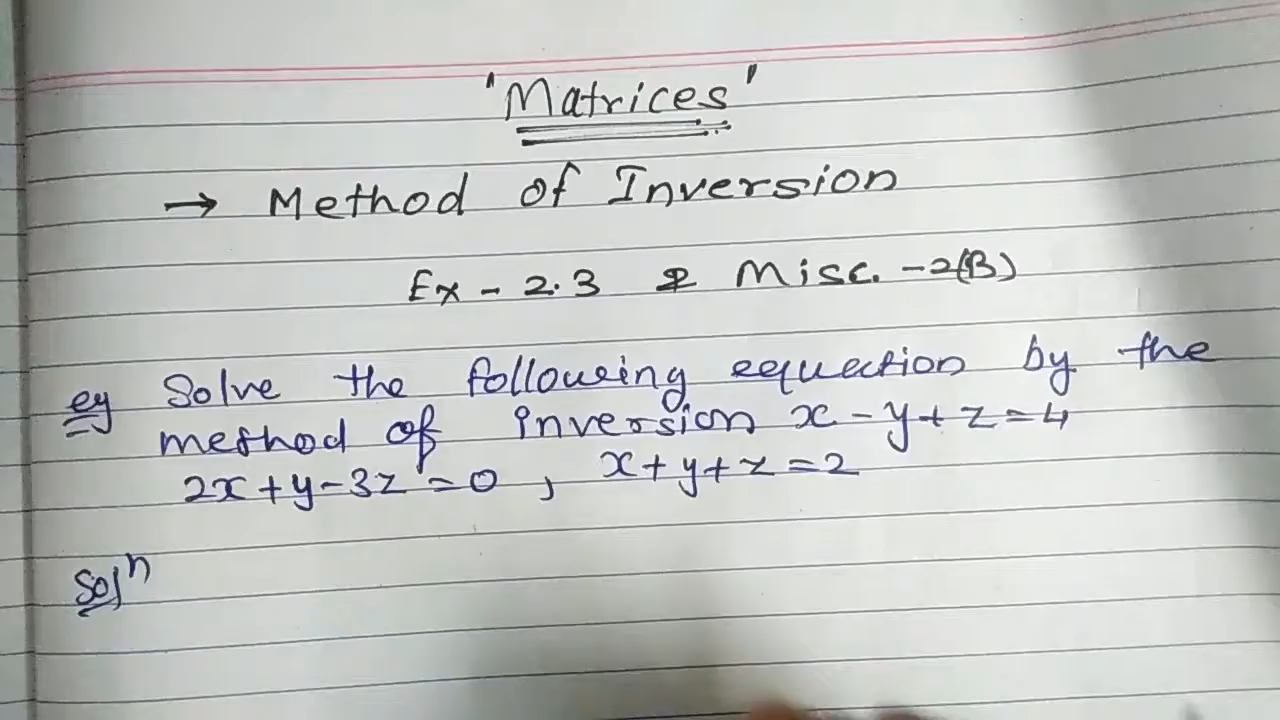 "Matrices"
→ Method of Inversion
Ex - 2.3 & Misc. - 2(B)
eg Solve the following equection by the
method of inversion x - y + z = 4
2x + y - 3z = 0 , x + y + z = 2
Solⁿ